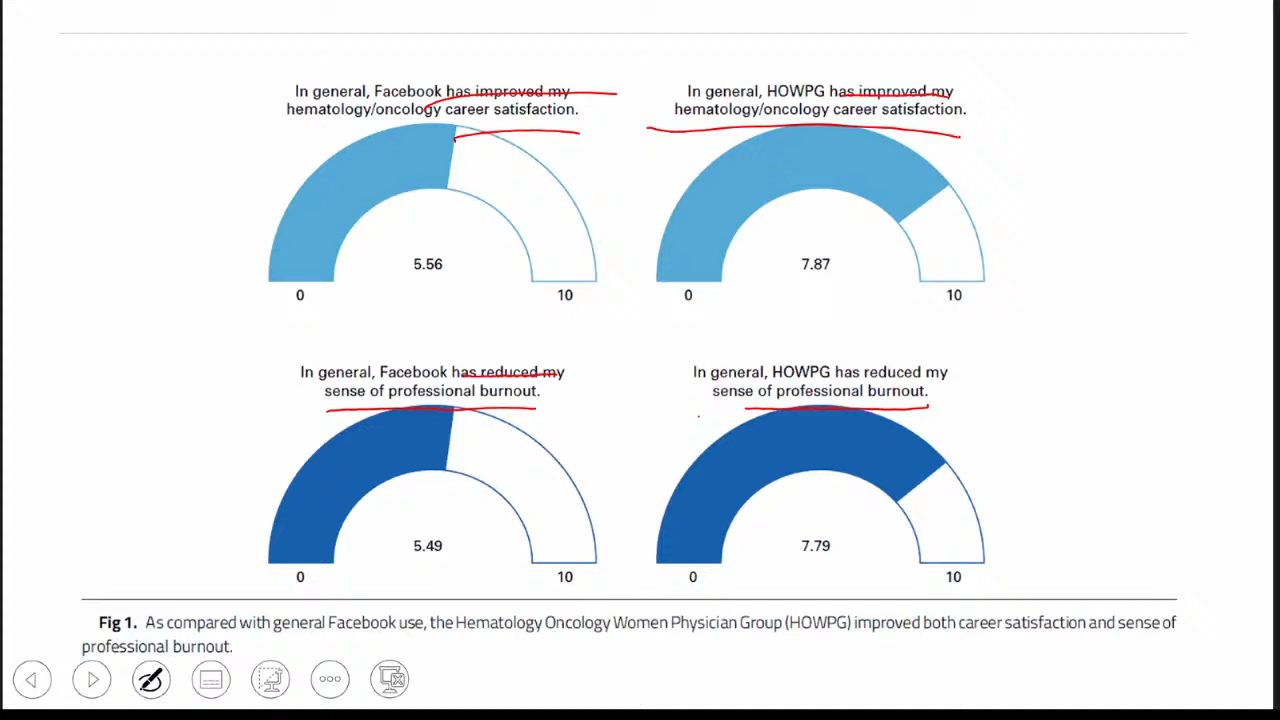 In general, Facebook has improved my
hematology/oncology career satisfaction.
In general, HOWPG has improved my
hematology/oncology career satisfaction.
5.56
0
10
7.87
0
10
In general, Facebook has reduced my
sense of professional burnout.
In general, HOWPG has reduced my
sense of professional burnout.
5.49
0
10
7.79
0
10
Fig 1. As compared with general Facebook use, the Hematology Oncology Women Physician Group (HOWPG) improved both career satisfaction and sense of
professional burnout.